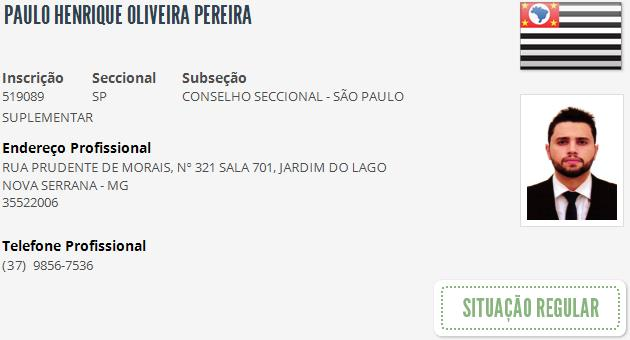 PAULO HENRIQUE OLIVEIRA PEREIRA
Inscrição Seccional Subseção
519089 SP CONSELHO SECCIONAL - SÃO PAULO
SUPLEMENTAR
Endereço Profissional
RUA PRUDENTE DE MORAIS, Nº 321 SALA 701, JARDIM DO LAGO
NOVA SERRANA - MG
35522006
Telefone Profissional
(37) 9856-7536
SITUAÇÃO REGULAR